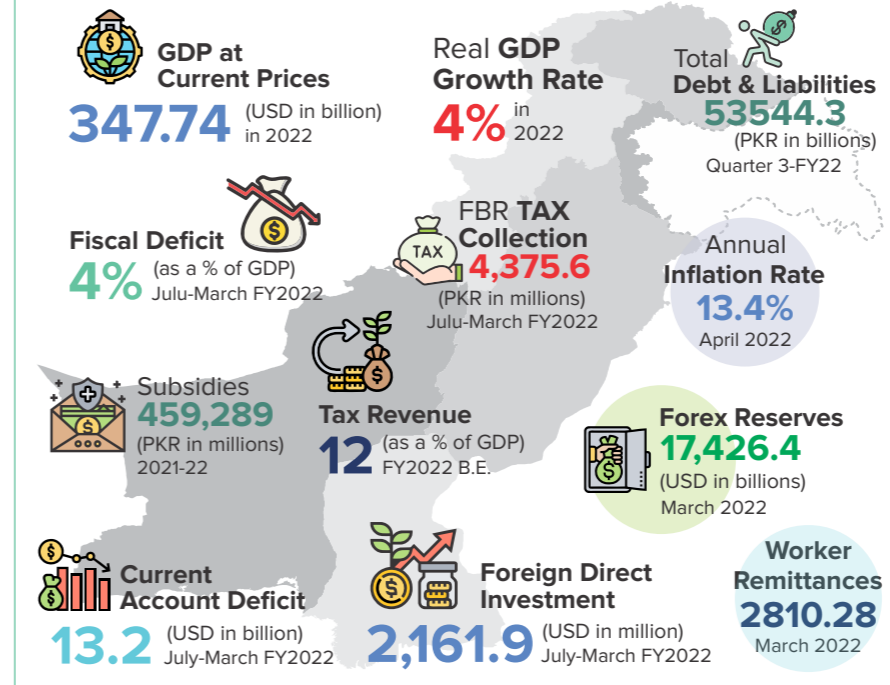 GDP at
Current Prices
347.74 (USD in billion)
in 2022
Real GDP
Growth Rate
4% in
2022
Total
Debt & Liabilities
53544.3
(PKR in billions)
Quarter 3-FY22
Fiscal Deficit
4% (as a % of GDP)
Julu-March FY2022
TAX
FBR TAX
Collection
4,375.6
(PKR in millions)
Julu-March FY2022
Annual
Inflation Rate
13.4%
April 2022
Subsidies
459,289
(PKR in millions)
2021-22
Tax Revenue
12 (as a % of GDP)
FY2022 B.E.
Forex Reserves
17,426.4
(USD in billions)
March 2022
Current
Account Deficit
13.2 (USD in billion)
July-March FY2022
Foreign Direct
Investment
2,161.9 (USD in million)
July-March FY2022
Worker
Remittances
2810.28
March 2022